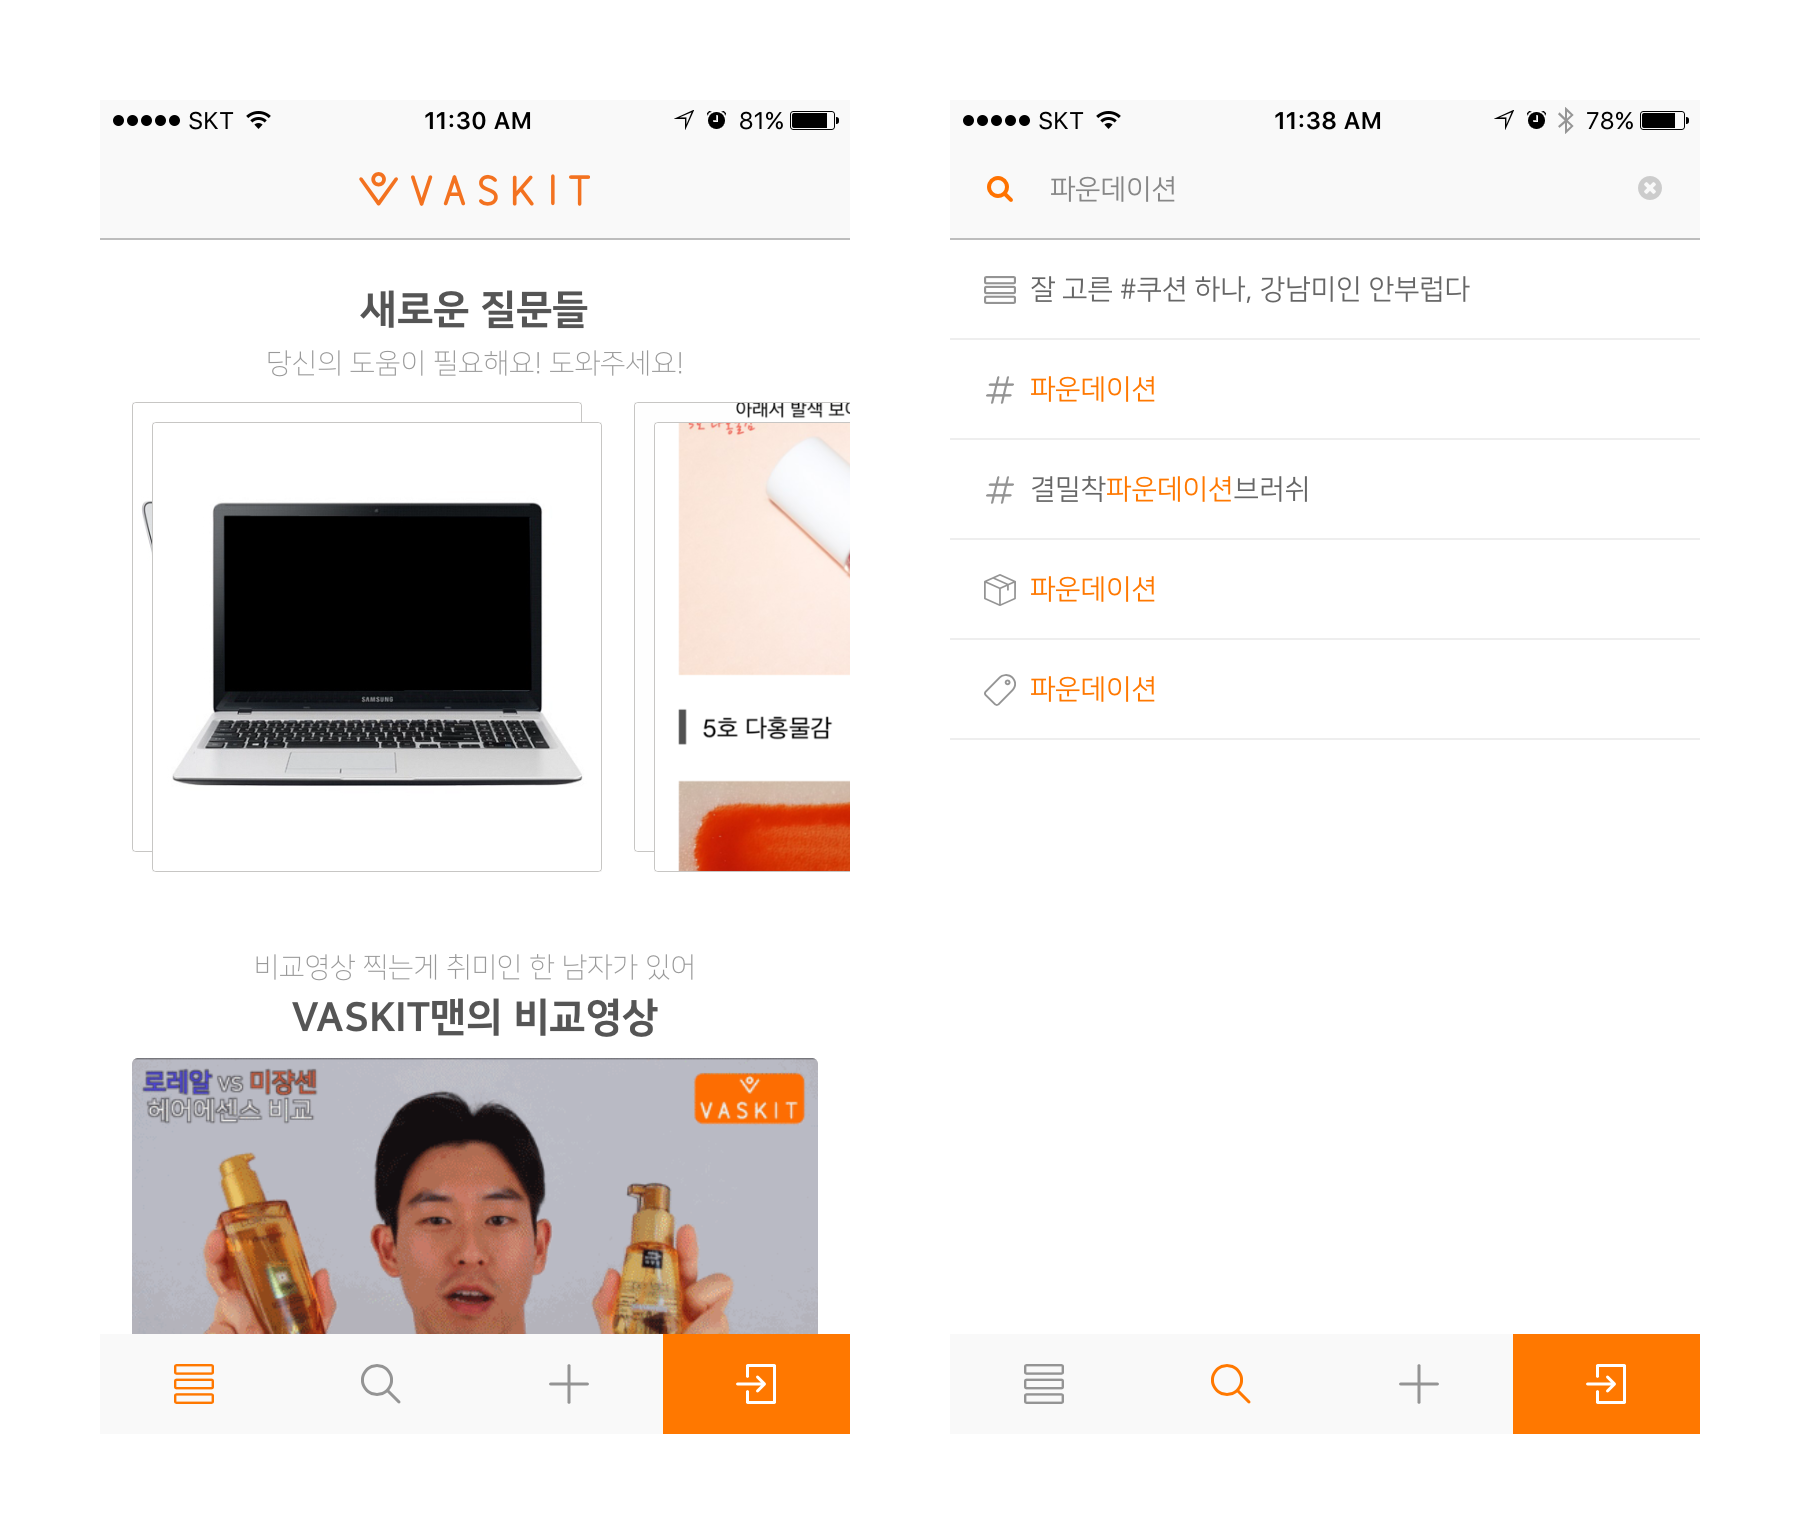 SKT 11:30 AM 81%
VASKIT
새로운 질문들
당신의 도움이 필요해요! 도와주세요!
아래서 발색 보여
SAMSUNG
5호 다홍물감
비교영상 찍는게 취미인 한 남자가 있어
VASKIT맨의 비교영상
로레알 vs 미쟝센
헤어에센스 비교
VASKIT
SKT 11:38 AM 78%
파운데이션
잘 고른 #쿠션 하나, 강남미인 안부럽다
# 파운데이션
# 결밀착파운데이션브러쉬
파운데이션
파운데이션